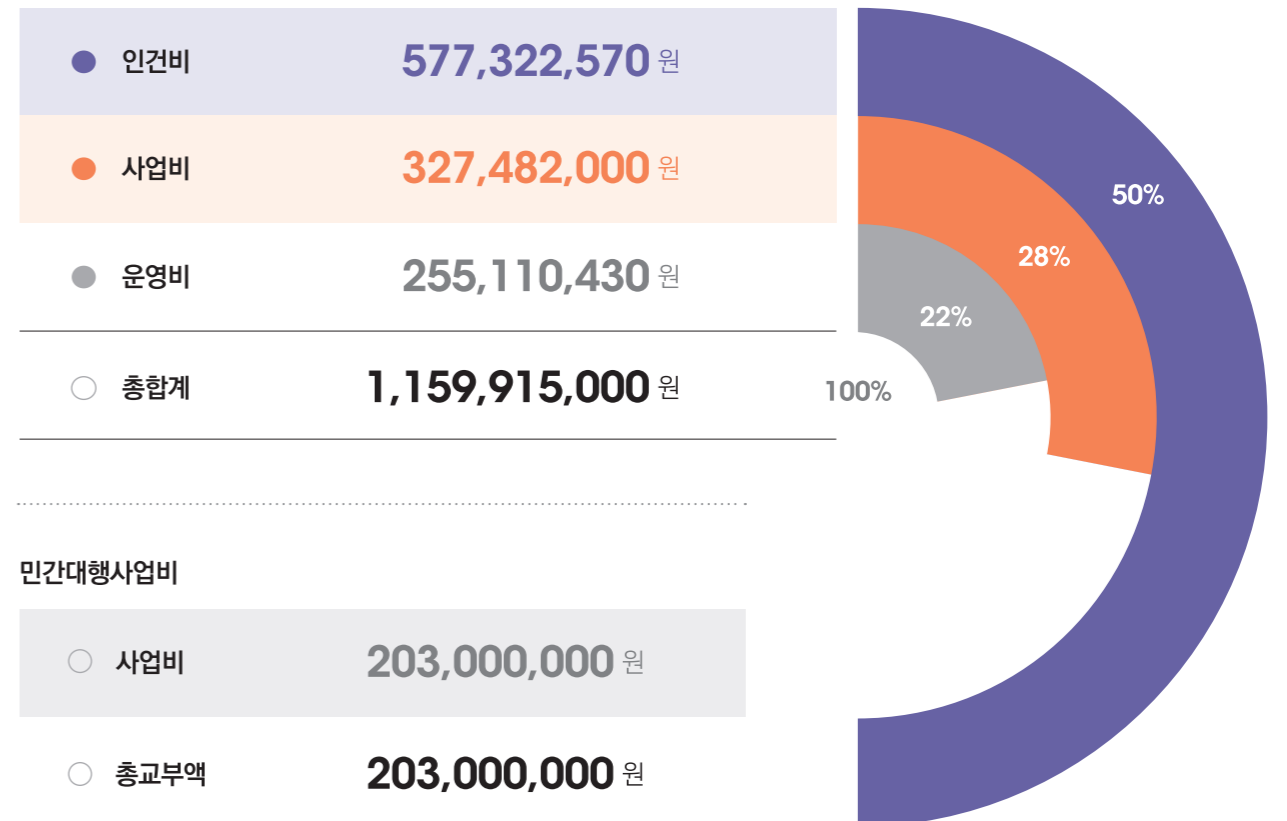 인건비 577,322,570 원
사업비 327,482,000 원
운영비 255,110,430 원
총합계 1,159,915,000 원
50%
28%
22%
100%
민간대행사업비
사업비 203,000,000 원
총교부액 203,000,000 원